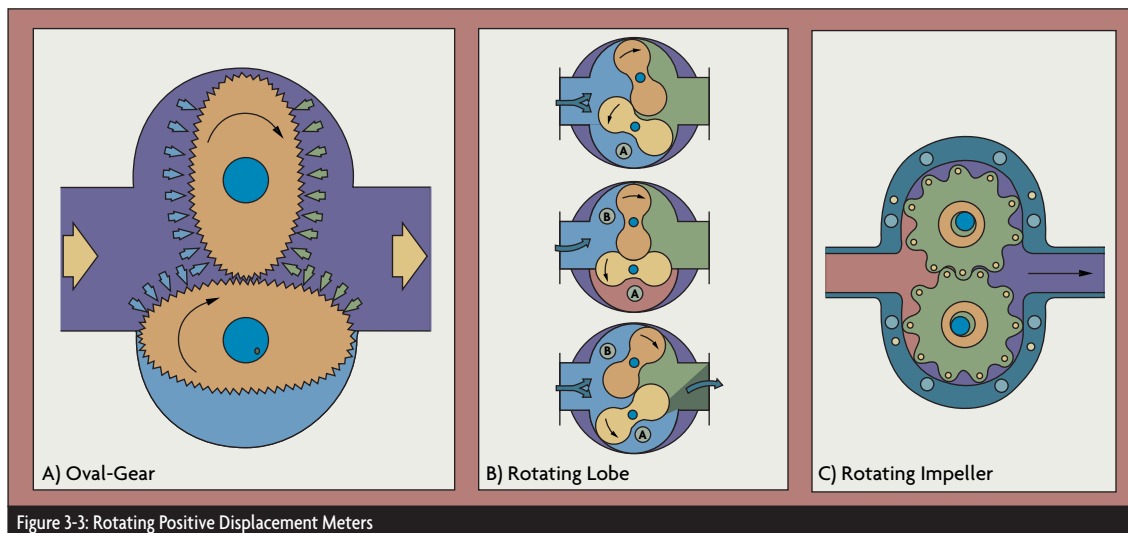 A
B
A
B
A
A) Oval-Gear
B) Rotating Lobe
C) Rotating Impeller
Figure 3-3: Rotating Positive Displacement Meters